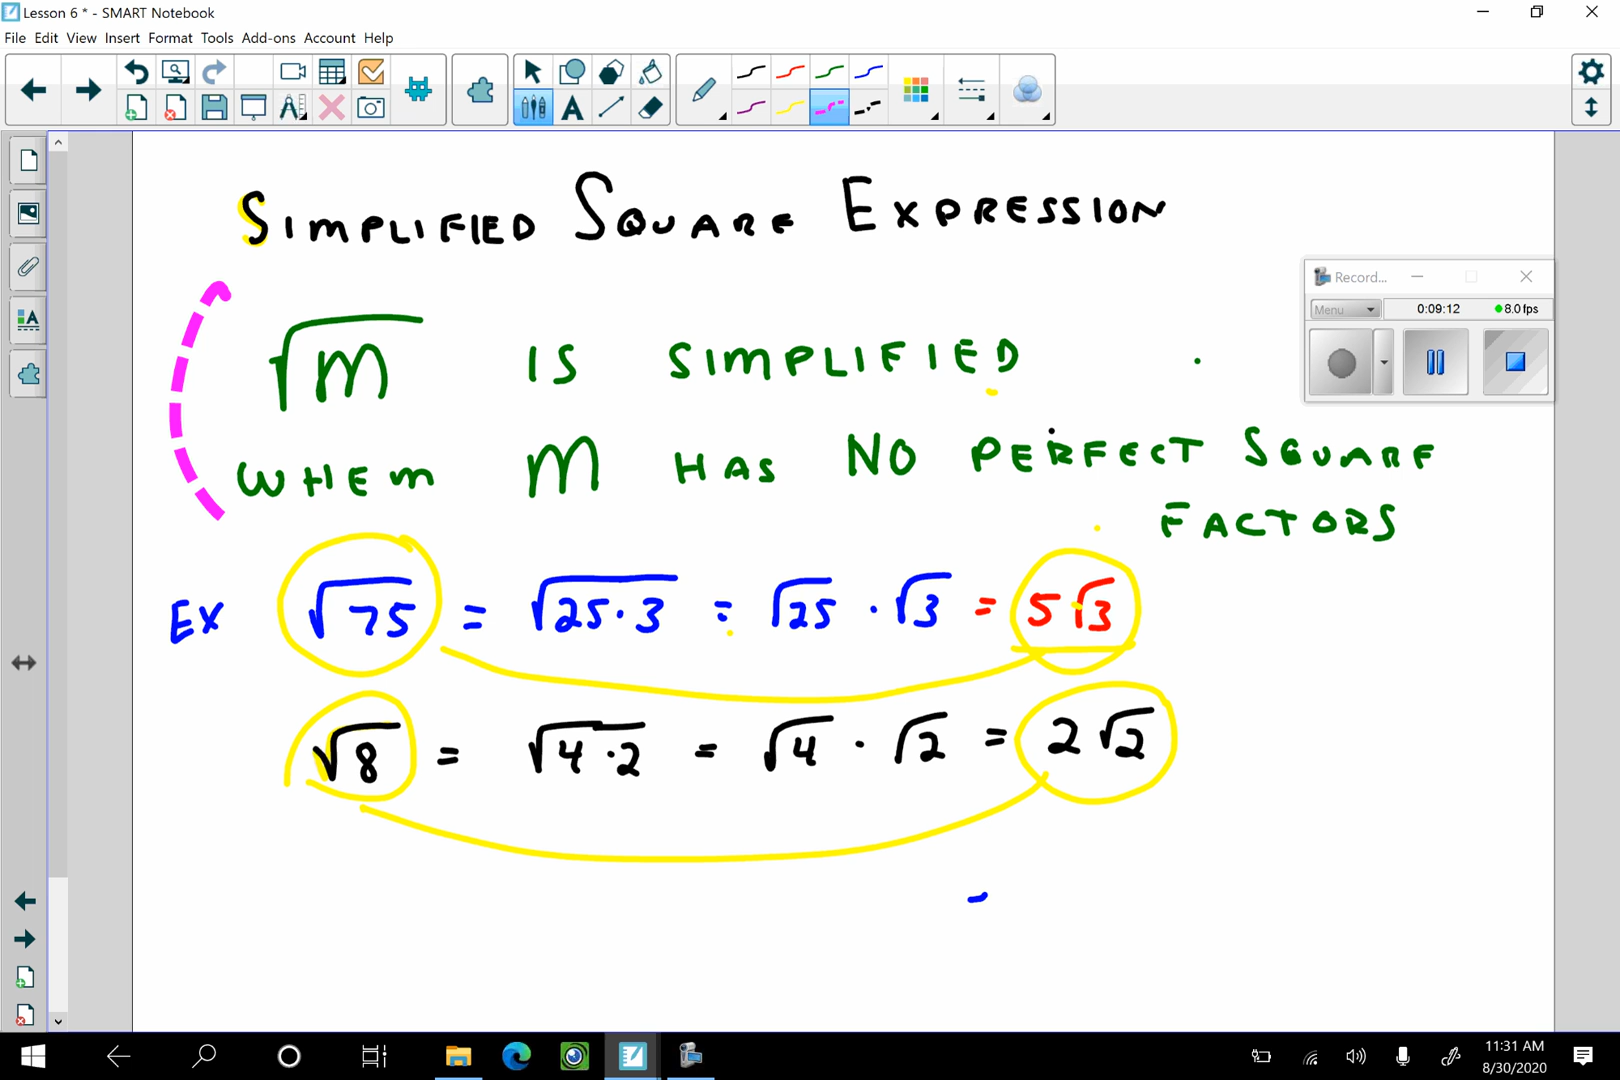 Lesson 6 * - SMART Notebook
File Edit View Insert Format Tools Add-ons Account Help
SIMPLIFIED SQUARE EXPRESSION
Record...
Menu 0:09:12 8.0 fps
√m IS SIMPLIFIED
WHEN M HAS NO PERFECT SQUARE
FACTORS
EX √75 = √25·3 = √25 · √3 = 5√3
√8 = √4·2 = √4 · √2 = 2√2
11:31 AM
8/30/2020